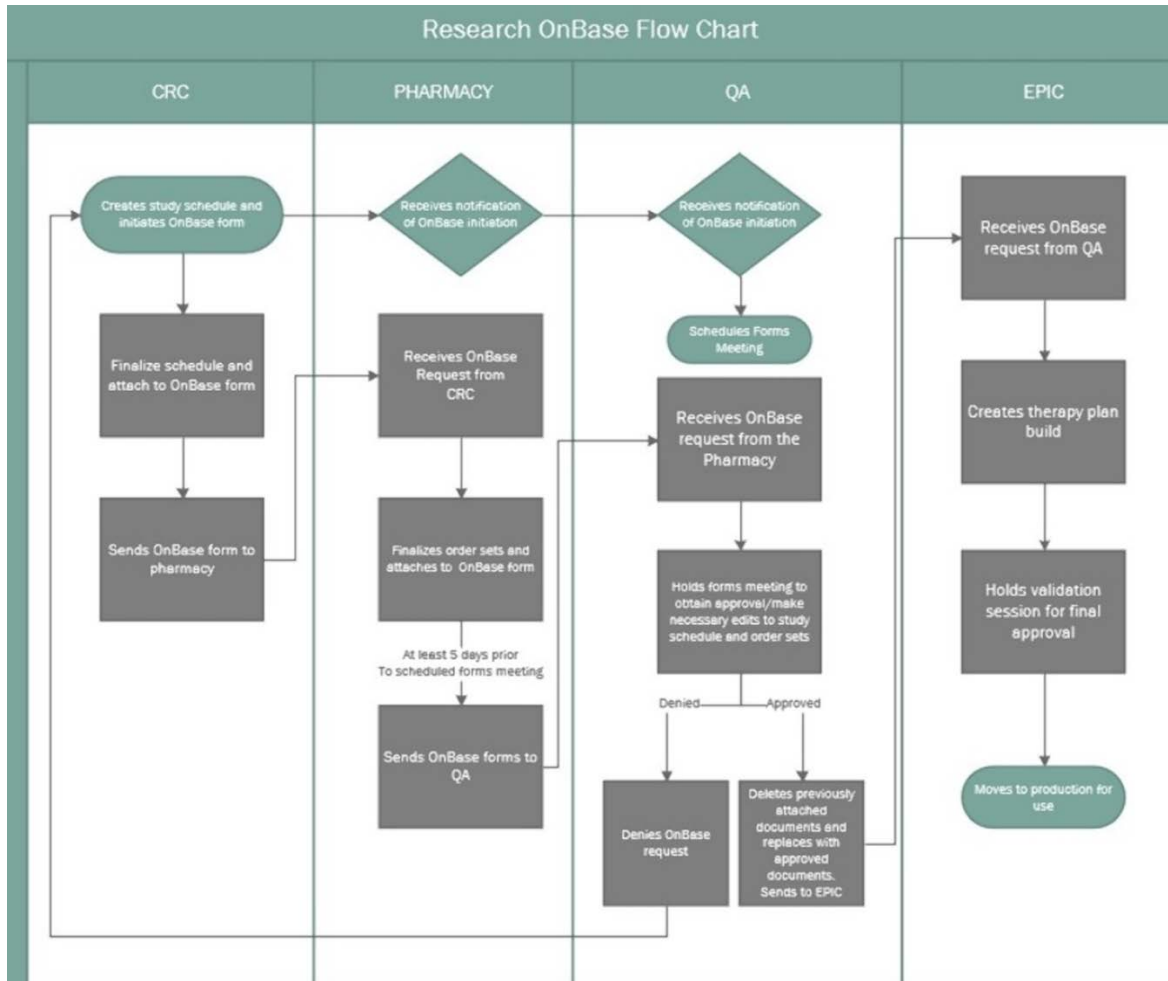 Research OnBase Flow Chart
CRC
PHARMACY
QA
EPIC
Creates study schedule and
initiates OnBase form
Receives notification
of OnBase initiation
Receives notification
of OnBase initiation
Receives OnBase
request from QA
Schedules Forms
Meeting
Finalize schedule and
attach to OnBase form
Receives OnBase
Request from
CRC
Receives OnBase
request from the
Pharmacy
Creates therapy plan
build
Sends OnBase form to
pharmacy
Finalizes order sets and
attaches to OnBase form
Holds forms meeting to
obtain approval/make
necessary edits to study
schedule and order sets
Holds validation
session for final
approval
At least 5 days prior
To scheduled forms meeting
Denied
Approved
Sends OnBase forms to
QA
Denies OnBase
request
Deletes previously
attached
documents and
replaces with
approved
documents.
Sends to EPIC
Moves to production for
use